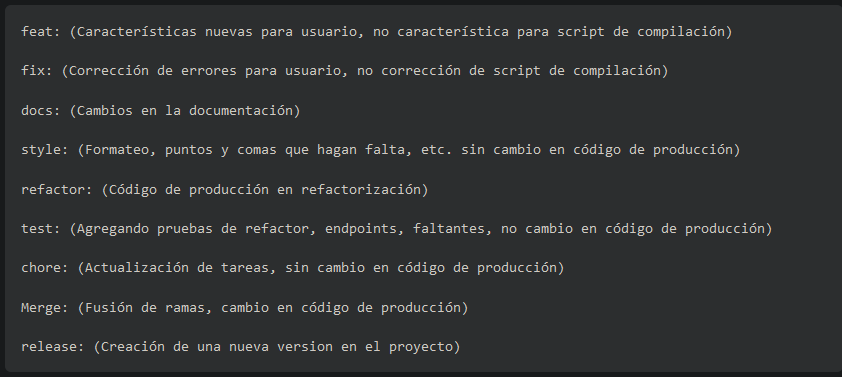 feat: (Características nuevas para usuario, no característica para script de compilación)
fix: (Corrección de errores para usuario, no corrección de script de compilación)
docs: (Cambios en la documentación)
style: (Formateo, puntos y comas que hagan falta, etc. sin cambio en código de producción)
refactor: (Código de producción en refactorización)
test: (Agregando pruebas de refactor, endpoints, faltantes, no cambio en código de producción)
chore: (Actualización de tareas, sin cambio en código de producción)
Merge: (Fusión de ramas, cambio en código de producción)
release: (Creación de una nueva version en el proyecto)